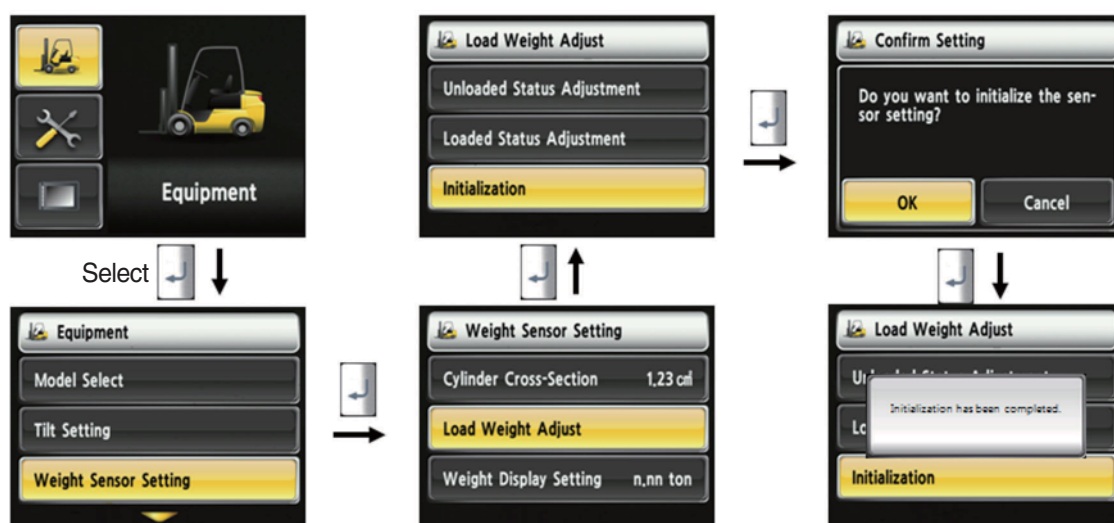 Equipment
Select
Equipment
Model Select
Tilt Setting
Weight Sensor Setting
Weight Sensor Setting
Cylinder Cross-Section 1,23 ㎠
Load Weight Adjust
Weight Display Setting n,nn ton
Load Weight Adjust
Unloaded Status Adjustment
Loaded Status Adjustment
Initialization
Confirm Setting
Do you want to initialize the sen-
sor setting?
OK Cancel
Load Weight Adjust
Initialization has been completed.
Initialization